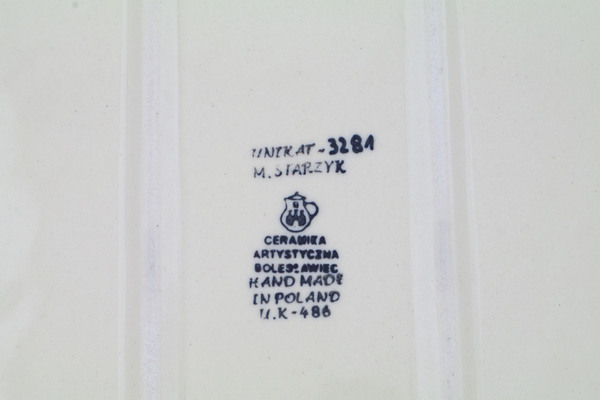 UNIKAT-3281
M.STARZYK
CERAMIKA
ARTYSTYCZNA
BOLESŁAWIEC
HAND MADE
IN POLAND
U.K-486